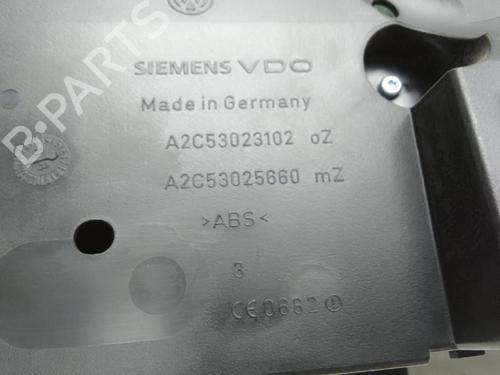 SIEMENS VDO
Made in Germany
A2C53023102 oZ
A2C53025660 mZ
>ABS<
3
CE0682
B-PARTS